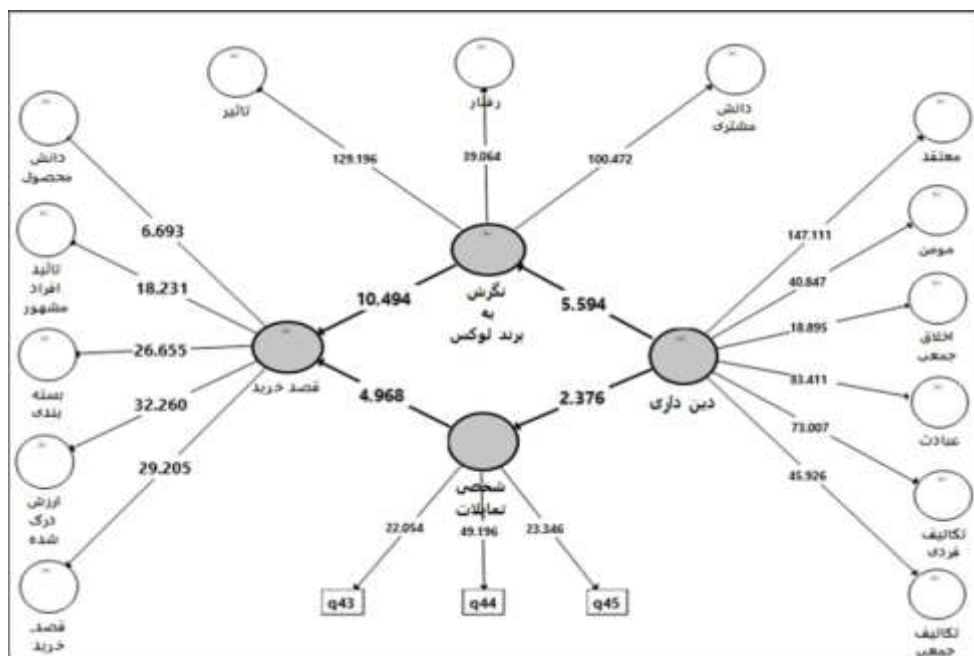 تاثیر
رفتار
دانش
مشتری
دانش
محصول
تائید
افراد
مشهور
بسته
بندی
ارزش
درک
شده
قصد
خرید
معتقد
مومن
اخلاق
جمعی
عبادت
تکالیف
فردی
تکالیف
جمعی
129.196
39.064
100.472
147.111
40.847
18.895
83.411
73.007
45.926
6.693
18.231
26.655
32.260
29.205
نگرش
به
برند لوکس
10.494
5.594
قصد خرید
دین داری
4.968
2.376
شخصی
تمایلات
22.054
49.196
23.346
q43
q44
q45